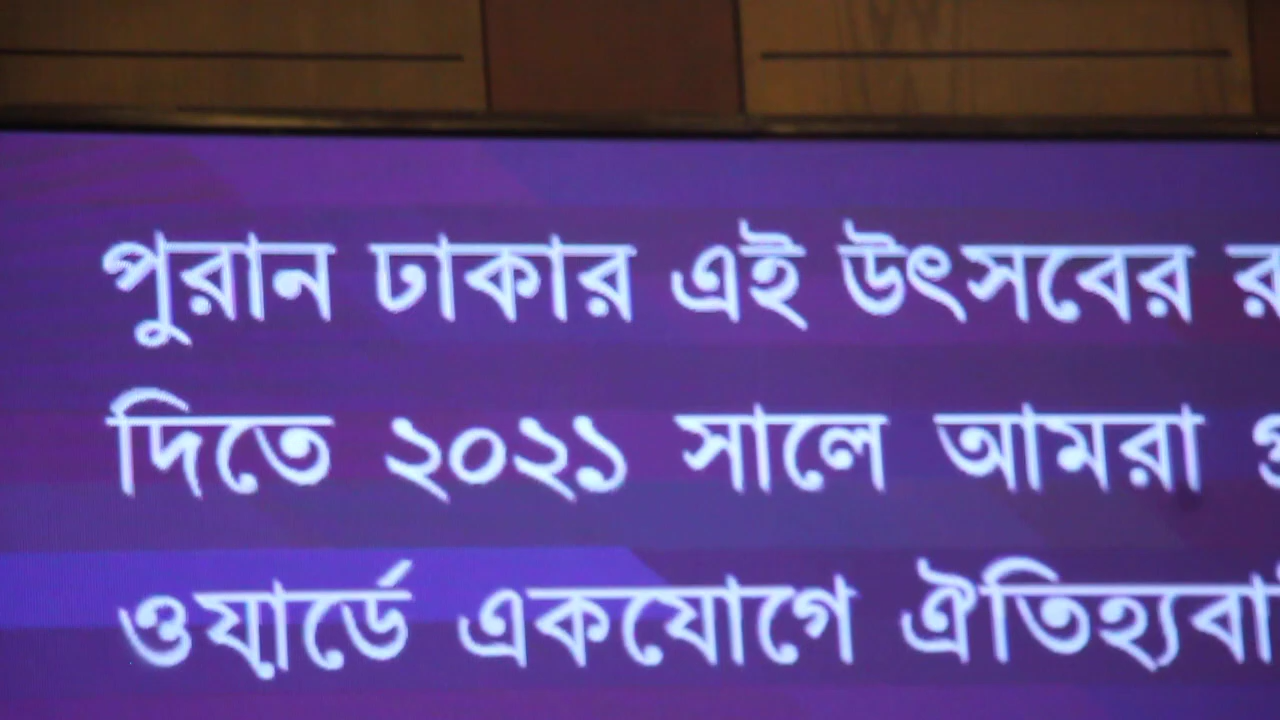 পুরান ঢাকার এই উৎসবের
দিতে ২০২১ সালে আমরা
ওয়ার্ডে একযোগে